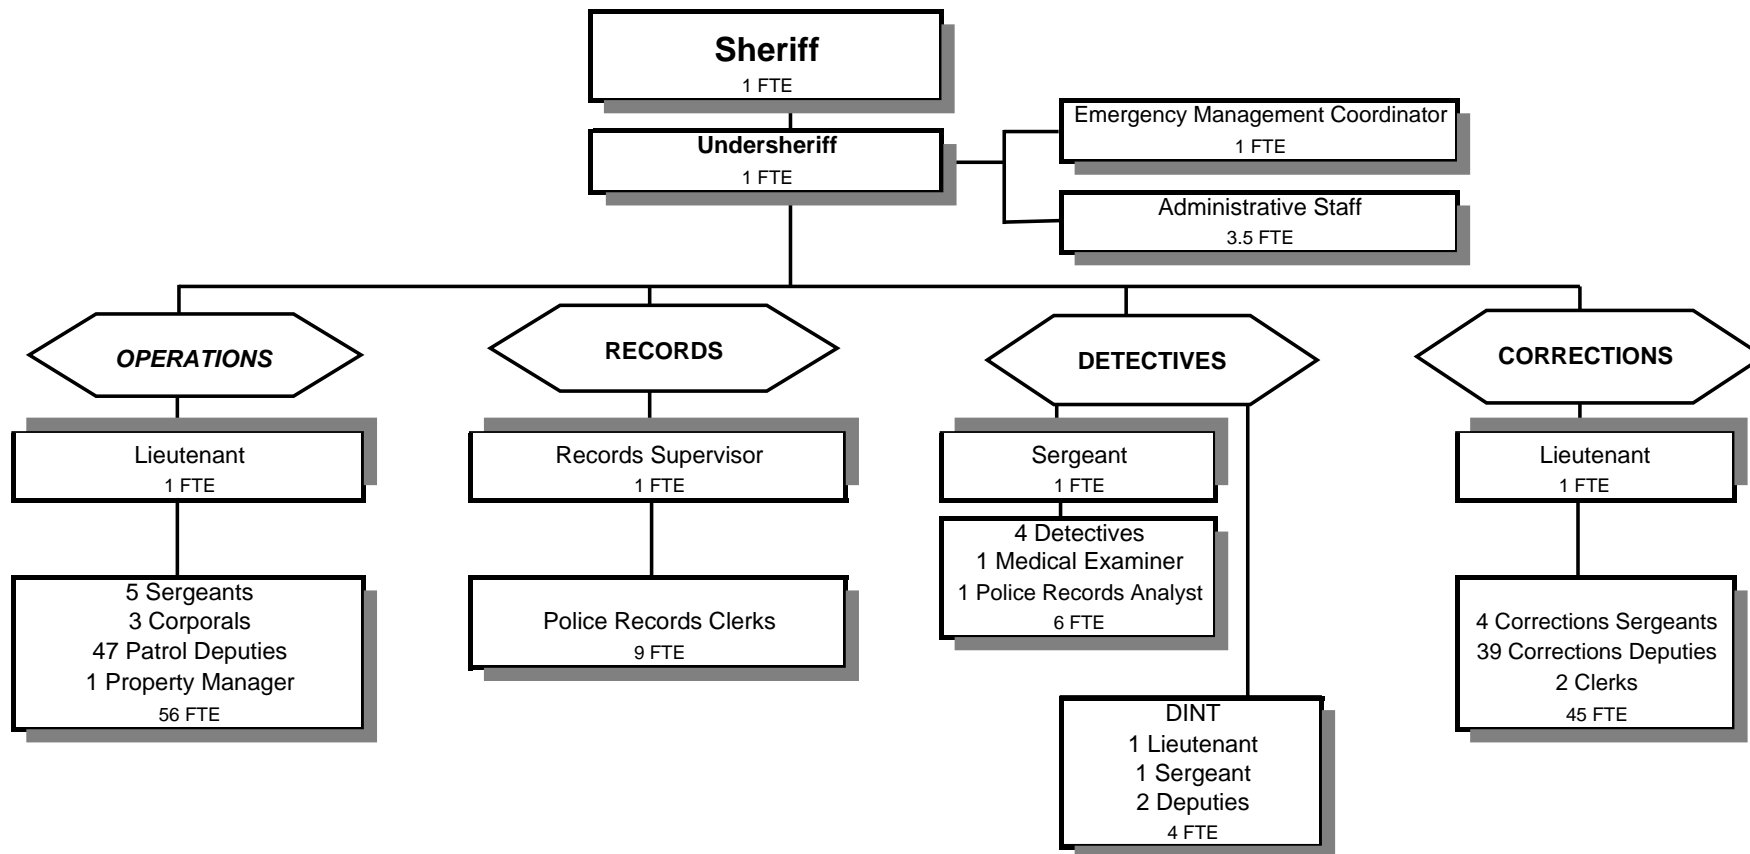 Sheriff
1 FTE
Undersheriff
1 FTE
Emergency Management Coordinator
1 FTE
Administrative Staff
3.5 FTE
OPERATIONS
Lieutenant
1 FTE
5 Sergeants
3 Corporals
47 Patrol Deputies
1 Property Manager
56 FTE
RECORDS
Records Supervisor
1 FTE
Police Records Clerks
9 FTE
DETECTIVES
Sergeant
1 FTE
4 Detectives
1 Medical Examiner
1 Police Records Analyst
6 FTE
DINT
1 Lieutenant
1 Sergeant
2 Deputies
4 FTE
CORRECTIONS
Lieutenant
1 FTE
4 Corrections Sergeants
39 Corrections Deputies
2 Clerks
45 FTE